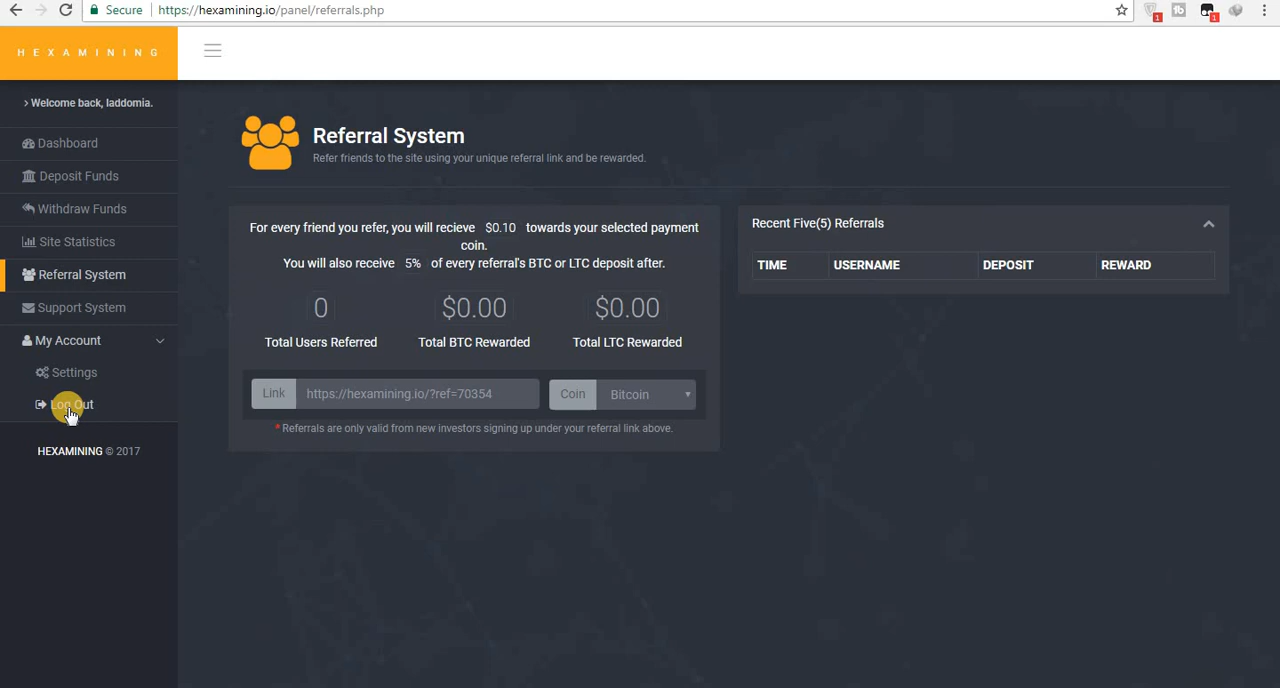 Secure https://hexamining.io/panel/referrals.php
1
1b
1
HEXAMINING
> Welcome back, laddomia.
Dashboard
Deposit Funds
Withdraw Funds
Site Statistics
Referral System
Support System
My Account
Settings
Log Out
HEXAMINING © 2017
Referral System
Refer friends to the site using your unique referral link and be rewarded.
For every friend you refer, you will recieve $0.10 towards your selected payment
coin.
You will also receive 5% of every referral's BTC or LTC deposit after.
0 $0.00 $0.00
Total Users Referred Total BTC Rewarded Total LTC Rewarded
Link https://hexamining.io/?ref=70354 Coin Bitcoin
* Referrals are only valid from new investors signing up under your referral link above.
Recent Five(5) Referrals
TIME USERNAME DEPOSIT REWARD